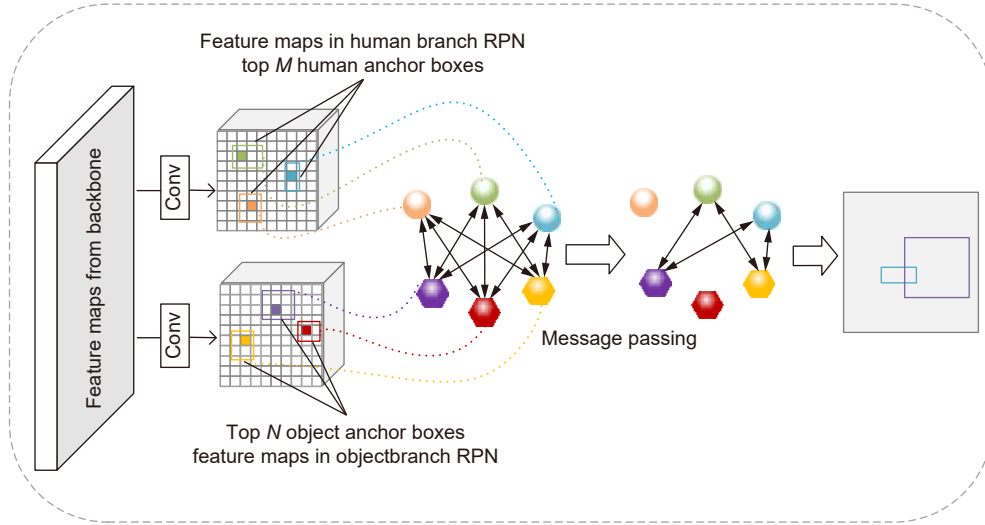 Feature maps in human branch RPN
top M human anchor boxes
Feature maps from backbone
Conv
Conv
Message passing
Top N object anchor boxes
feature maps in objectbranch RPN